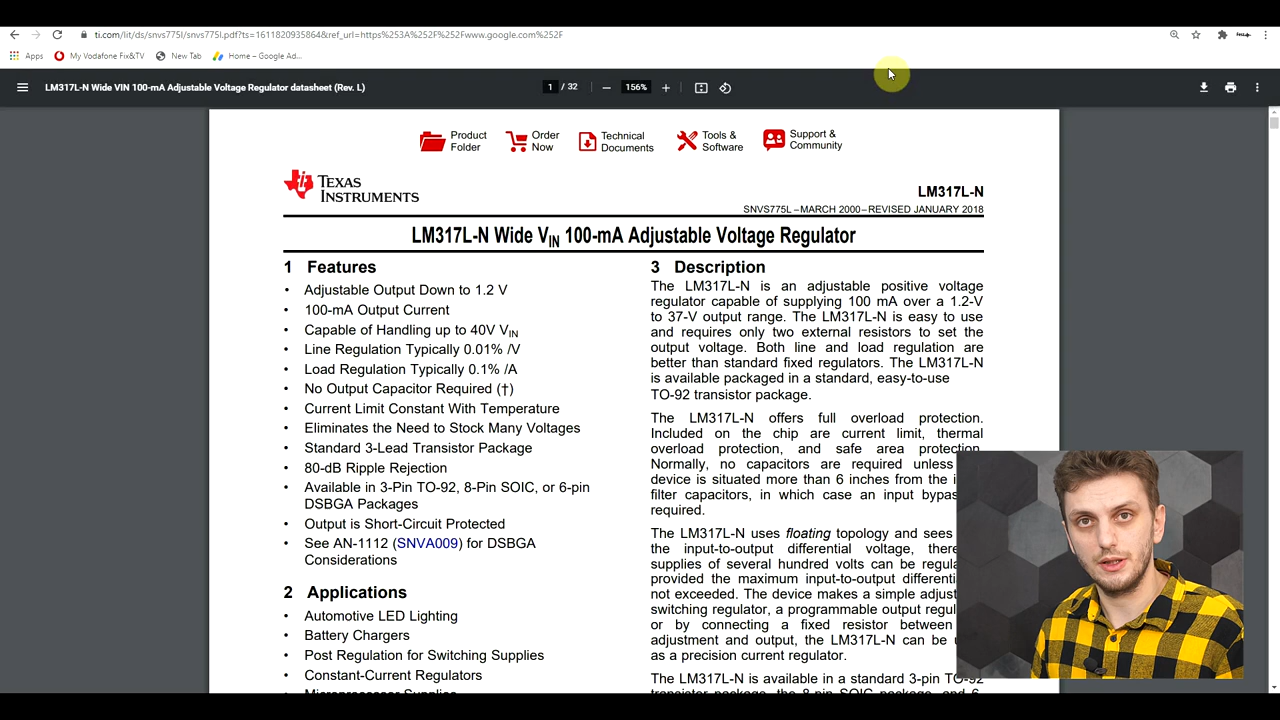 ti.com/lit/ds/snvs775l/snvs775l.pdf?ts=1611820935864&ref_url=https%253A%252F%252Fwww.google.com%252F
Apps
My Vodafone Fix&TV
New Tab
Home – Google Ad...
LM317L-N Wide VIN 100-mA Adjustable Voltage Regulator datasheet (Rev. L)
1 / 32
156%
Product
Folder
Order
Now
Technical
Documents
Tools &
Software
Support &
Community
TEXAS
INSTRUMENTS
LM317L-N
SNVS775L – MARCH 2000 – REVISED JANUARY 2018
LM317L-N Wide VIN 100-mA Adjustable Voltage Regulator
1 Features
• Adjustable Output Down to 1.2 V
• 100-mA Output Current
• Capable of Handling up to 40V VIN
• Line Regulation Typically 0.01% /V
• Load Regulation Typically 0.1% /A
• No Output Capacitor Required (†)
• Current Limit Constant With Temperature
• Eliminates the Need to Stock Many Voltages
• Standard 3-Lead Transistor Package
• 80-dB Ripple Rejection
• Available in 3-Pin TO-92, 8-Pin SOIC, or 6-pin
DSBGA Packages
• Output is Short-Circuit Protected
• See AN-1112 (SNVA009) for DSBGA
Considerations
2 Applications
• Automotive LED Lighting
• Battery Chargers
• Post Regulation for Switching Supplies
• Constant-Current Regulators
• Microprocessor Supplies
3 Description
The LM317L-N is an adjustable positive voltage
regulator capable of supplying 100 mA over a 1.2-V
to 37-V output range. The LM317L-N is easy to use
and requires only two external resistors to set the
output voltage. Both line and load regulation are
better than standard fixed regulators. The LM317L-N
is available packaged in a standard, easy-to-use
TO-92 transistor package.
The LM317L-N offers full overload protection.
Included on the chip are current limit, thermal
overload protection, and safe area protection.
Normally, no capacitors are required unless
device is situated more than 6 inches from the
filter capacitors, in which case an input
required.
The LM317L-N uses floating topology and sees
the input-to-output differential voltage,
supplies of several hundred volts can be
provided the maximum input-to-output
not exceeded. The device makes a simple
switching regulator, a programmable output
or by connecting a fixed resistor between
adjustment and output, the LM317L-N can be
as a precision current regulator.
The LM317L-N is available in a standard 3-pin TO-92
transistor package, the 8-pin SOIC package, and 6-